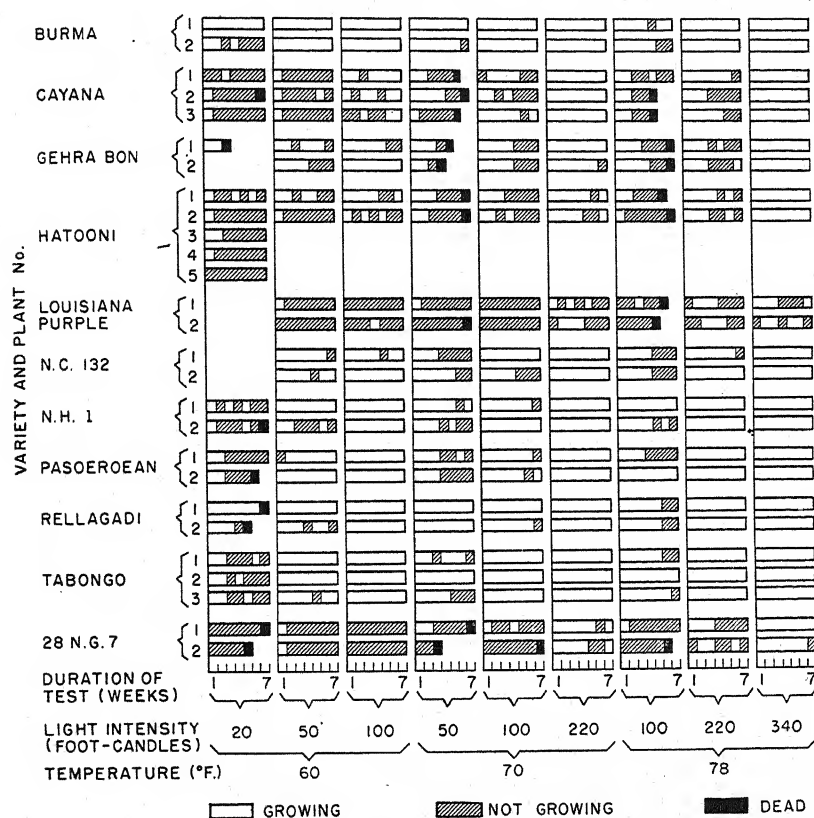 VARIETY AND PLANT No.
BURMA { 1
2
CAYANA { 1
2
3
GEHRA BON { 1
2
HATOONI { 1
2
3
4
5
LOUISIANA PURPLE { 1
2
N.C. 132 { 1
2
N.H. 1 { 1
2
PASOEROEAN { 1
2
RELLAGADI { 1
2
TABONGO { 1
2
3
28 N.G. 7 { 1
2
DURATION OF TEST (WEEKS) 1 7 1 7 1 7 1 7 1 7 1 7 1 7 1 7 1 7
LIGHT INTENSITY (FOOT-CANDLES) 20 50 100 50 100 220 100 220 340
TEMPERATURE (°F.) 60 70 78
GROWING NOT GROWING DEAD